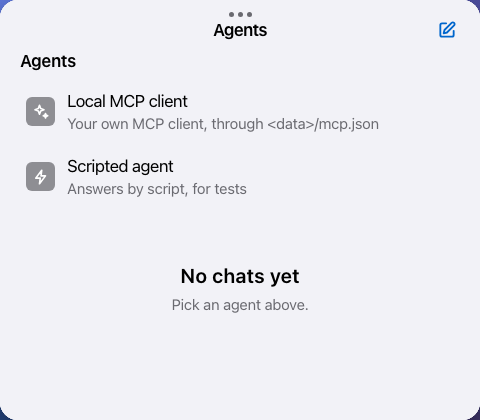 Agents
Agents
Local MCP client
Your own MCP client, through <data>/mcp.json
Scripted agent
Answers by script, for tests
No chats yet
Pick an agent above.